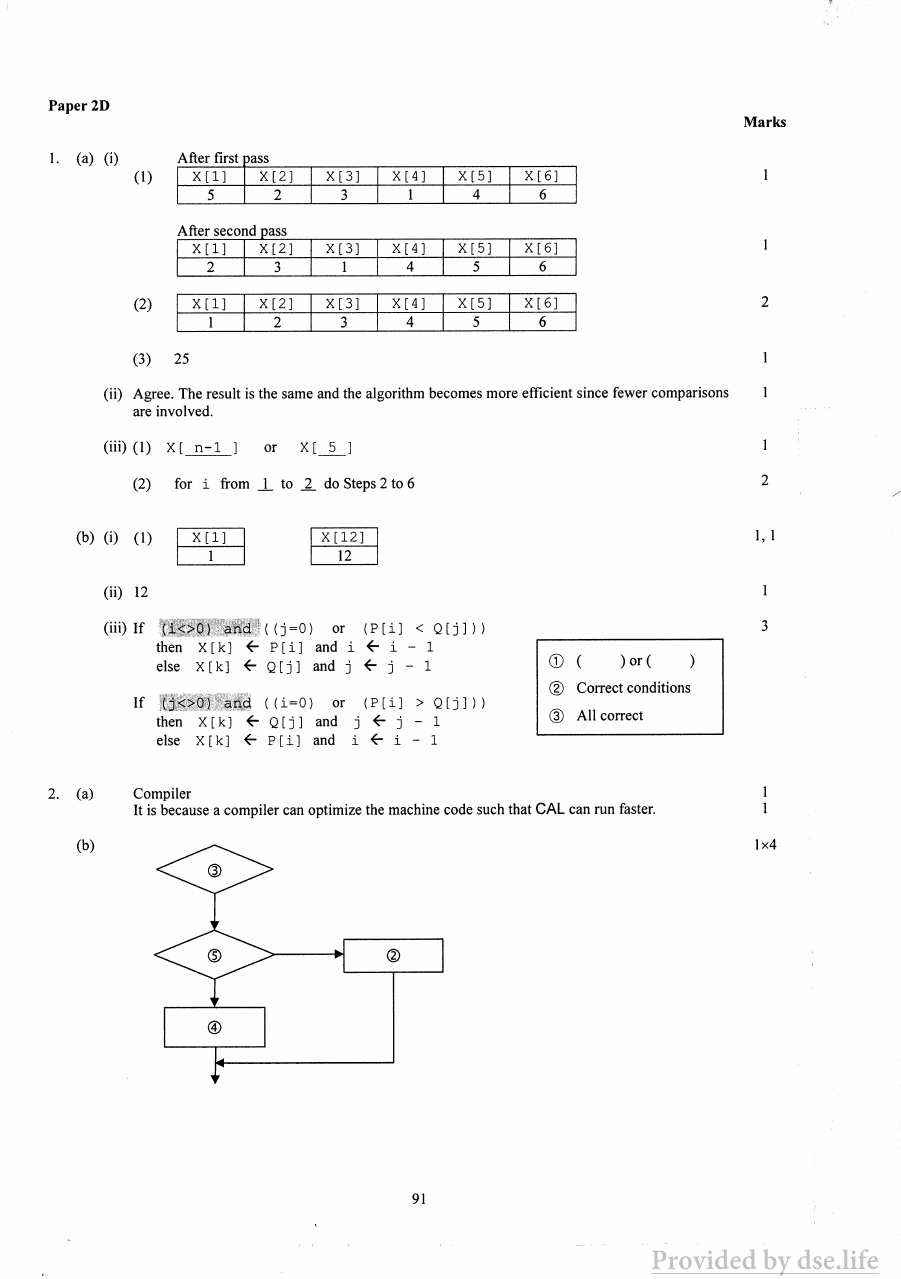 Paper 2D
Marks
1. (a) (i) After first pass
(1) X[1] X[2] X[3] X[4] X[5] X[6] 1
5 2 3 1 4 6
After second pass
X[1] X[2] X[3] X[4] X[5] X[6] 1
2 3 1 4 5 6
(2) X[1] X[2] X[3] X[4] X[5] X[6] 2
1 2 3 4 5 6
(3) 25 1
(ii) Agree. The result is the same and the algorithm becomes more efficient since fewer comparisons 1
are involved.
(iii) (1) X[ n-1 ] or X[ 5 ] 1
(2) for i from 1 to 2 do Steps 2 to 6 2
(b) (i) (1) X[1] X[12] 1, 1
1 12
(ii) 12 1
(iii) If (i<>0) and ((j=0) or (P[i] < Q[j])) 3
then X[k] ← P[i] and i ← i - 1
else X[k] ← Q[j] and j ← j - 1
① ( ) or ( )
② Correct conditions
③ All correct
If (j<>0) and ((i=0) or (P[i] > Q[j]))
then X[k] ← Q[j] and j ← j - 1
else X[k] ← P[i] and i ← i - 1
2. (a) Compiler 1
It is because a compiler can optimize the machine code such that CAL can run faster. 1
(b) 1×4
③
⑤ ②
④
91
Provided by dse.life